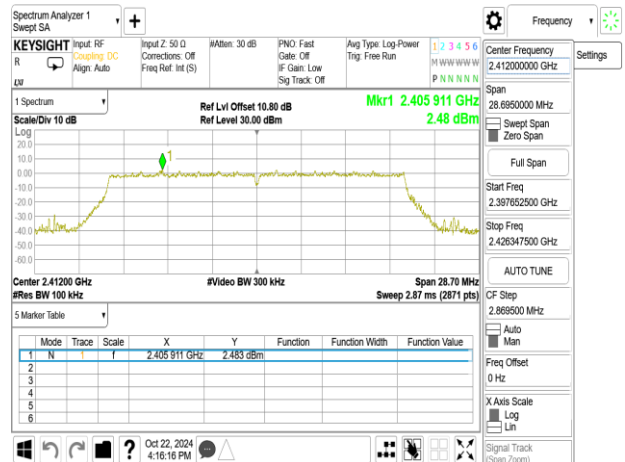 Spectrum Analyzer 1
Swept SA
Frequency
Settings
KEYSIGHT
R
Input: RF
Coupling: DC
Align: Auto
Input Z: 50 Ω
Corrections: Off
Freq Ref: Int (S)
#Atten: 30 dB
PNO: Fast
Gate: Off
IF Gain: Low
Sig Track: Off
Avg Type: Log-Power
Trig: Free Run
1 2 3 4 5 6
M W W W W W
P N N N N N
LXI
1 Spectrum
Scale/Div 10 dB
Ref Lvl Offset 10.80 dB
Ref Level 30.00 dBm
Mkr1 2.405 911 GHz
2.48 dBm
Log
20.0
10.0
0.00
-10.0
-20.0
-30.0
-40.0
-50.0
-60.0
1
Center 2.41200 GHz
#Res BW 100 kHz
#Video BW 300 kHz
Span 28.70 MHz
Sweep 2.87 ms (2871 pts)
5 Marker Table
Mode Trace Scale X Y Function Function Width Function Value
1 N 1 f 2.405 911 GHz 2.483 dBm
2
3
4
5
6
?
Oct 22, 2024
4:16:16 PM
Center Frequency
2.412000000 GHz
Span
28.6950000 MHz
Swept Span
Zero Span
Full Span
Start Freq
2.397652500 GHz
Stop Freq
2.426347500 GHz
AUTO TUNE
CF Step
2.869500 MHz
Auto
Man
Freq Offset
0 Hz
X Axis Scale
Log
Lin
Signal Track
(Span Zoom)